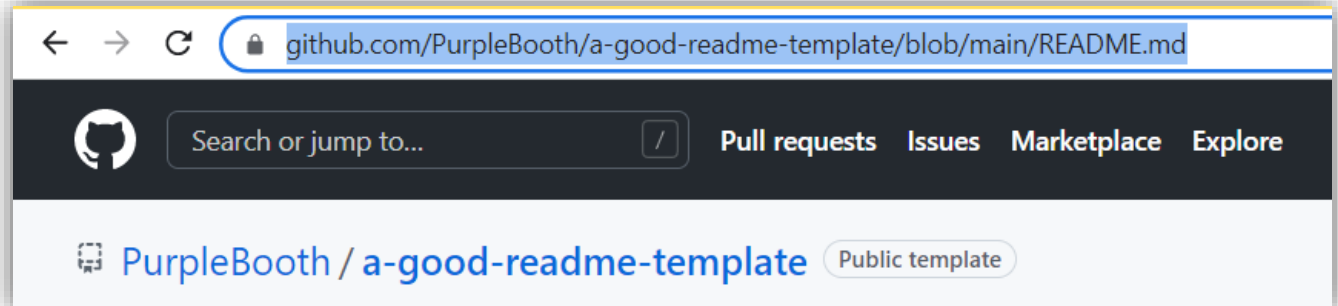 github.com/PurpleBooth/a-good-readme-template/blob/main/README.md
Search or jump to... / Pull requests Issues Marketplace Explore
PurpleBooth / a-good-readme-template Public template